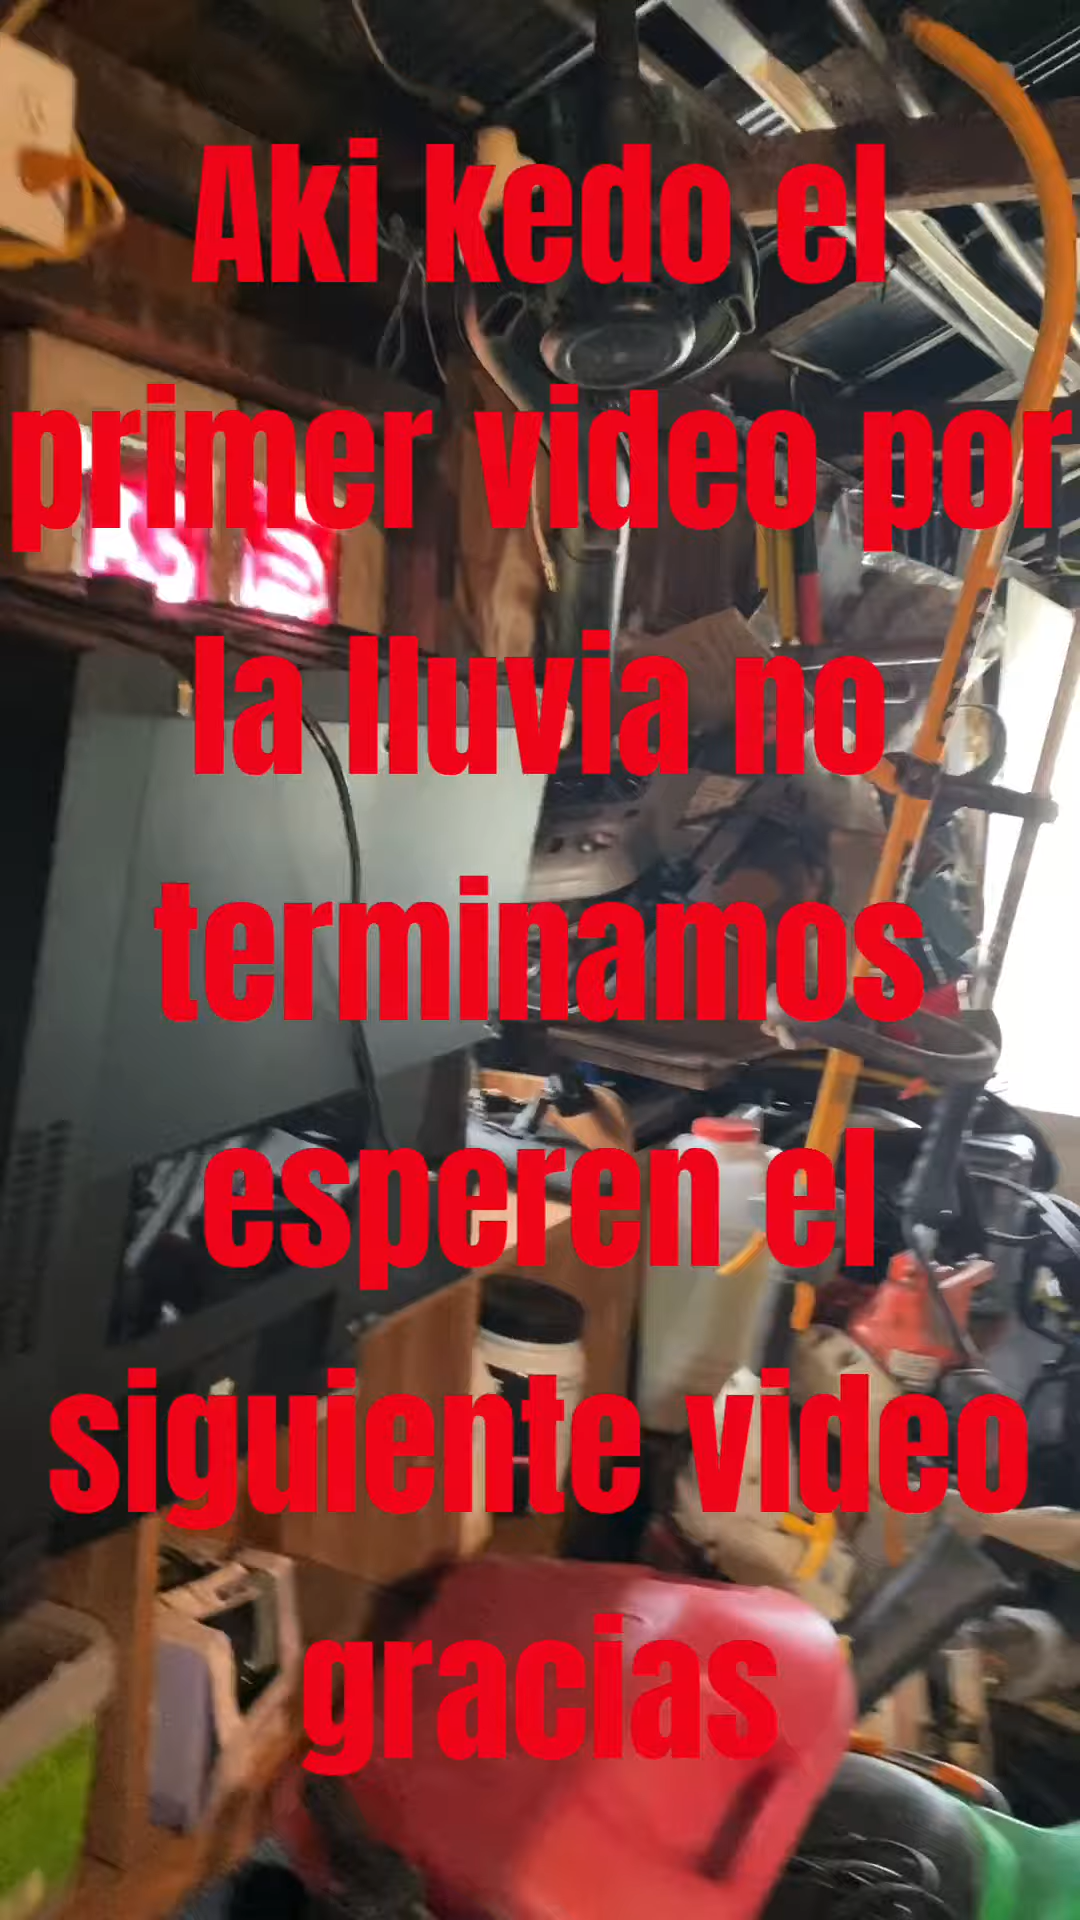 Aki kedo el
primer video por
la lluvia no
terminamos
esperen el
siguiente video
gracias